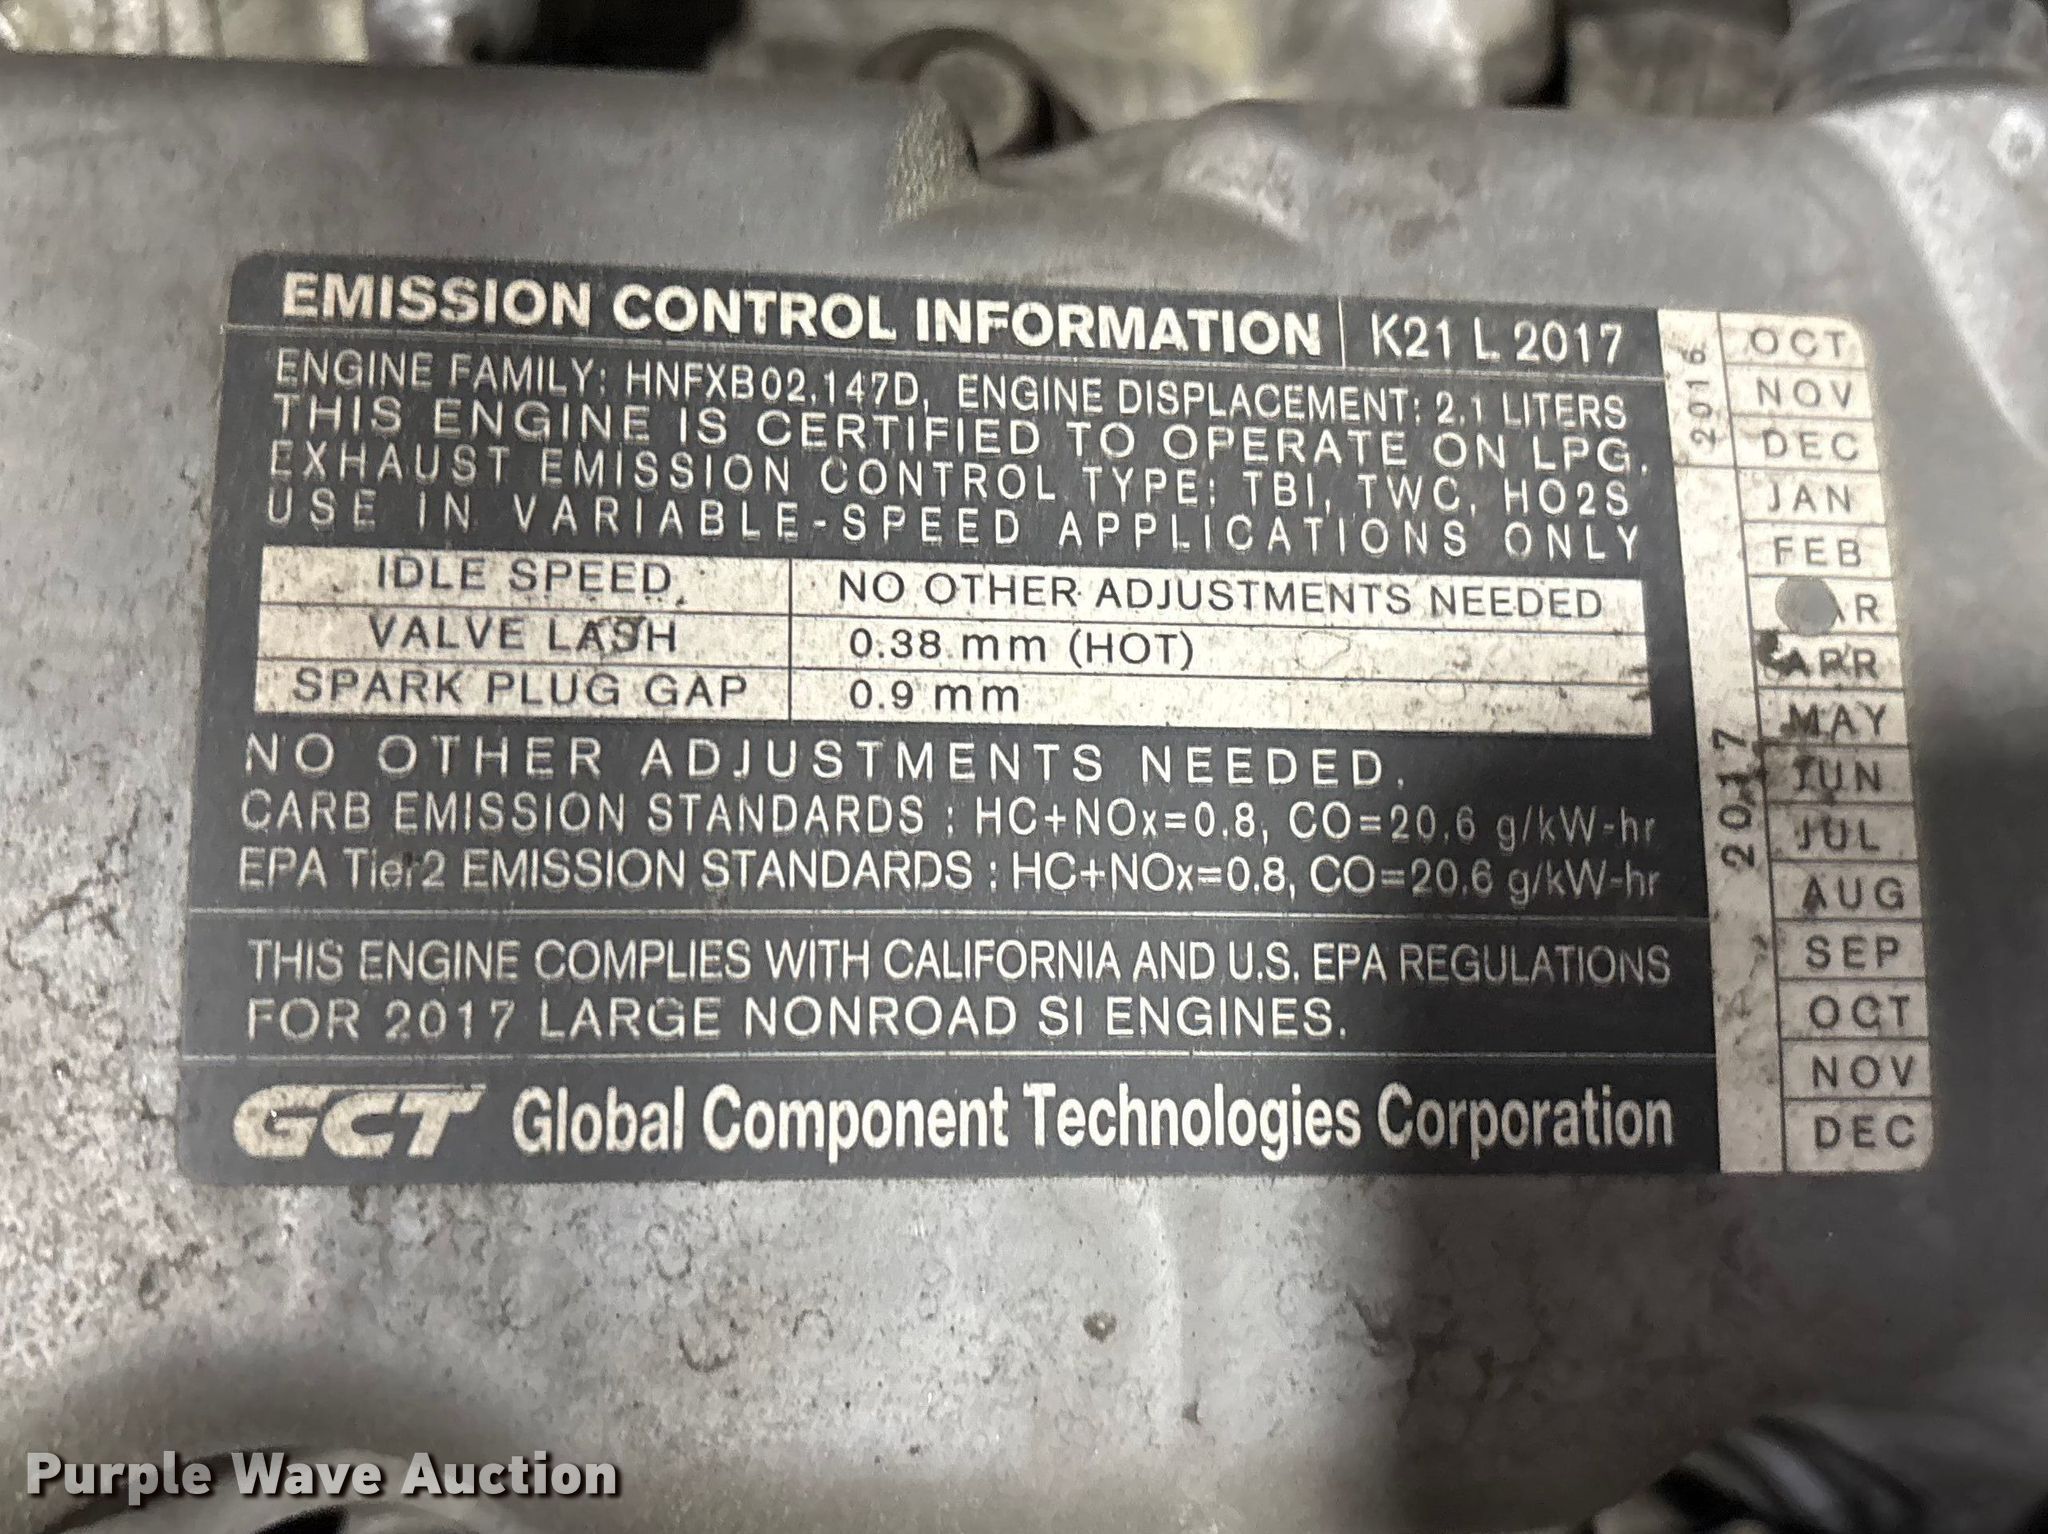 EMISSION CONTROL INFORMATION K21 L 2017
ENGINE FAMILY: HNFXB02.147D, ENGINE DISPLACEMENT: 2.1 LITERS
THIS ENGINE IS CERTIFIED TO OPERATE ON LPG.
EXHAUST EMISSION CONTROL TYPE: TBI, TWC, HO2S
USE IN VARIABLE-SPEED APPLICATIONS ONLY
IDLE SPEED NO OTHER ADJUSTMENTS NEEDED
VALVE LASH 0.38 mm (HOT)
SPARK PLUG GAP 0.9 mm
NO OTHER ADJUSTMENTS NEEDED.
CARB EMISSION STANDARDS : HC+NOx=0.8, CO=20.6 g/kW-hr
EPA Tier2 EMISSION STANDARDS : HC+NOx=0.8, CO=20.6 g/kW-hr
THIS ENGINE COMPLIES WITH CALIFORNIA AND U.S. EPA REGULATIONS
FOR 2017 LARGE NONROAD SI ENGINES.
GCT Global Component Technologies Corporation
2016
OCT
NOV
DEC
2017
JAN
FEB
APR
MAY
JUN
JUL
AUG
SEP
OCT
NOV
DEC
Purple Wave Auction